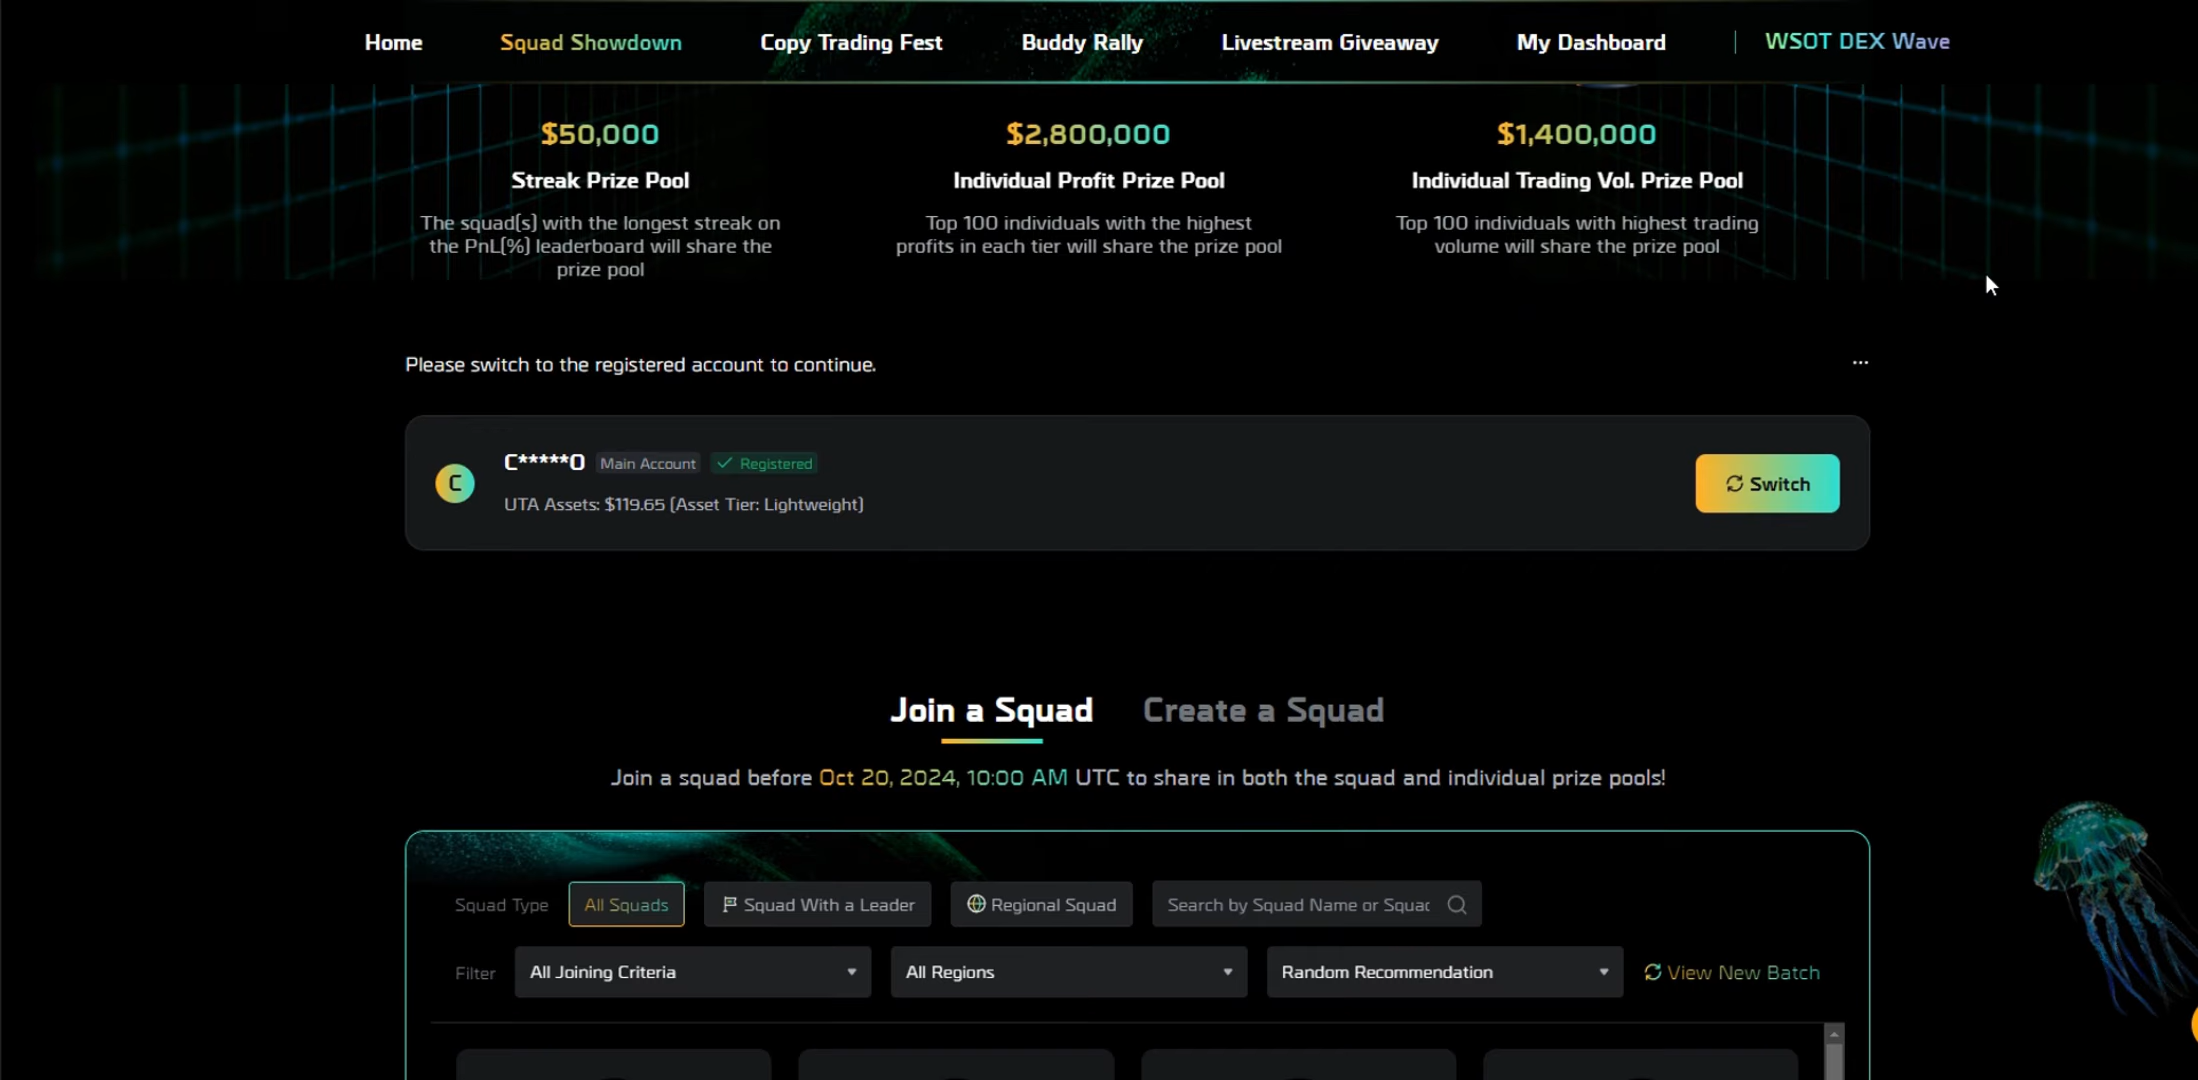 Home Squad Showdown Copy Trading Fest Buddy Rally Livestream Giveaway My Dashboard WSOT DEX Wave
$50,000
Streak Prize Pool
The squad(s) with the longest streak on
the PnL(%) leaderboard will share the
prize pool
$2,800,000
Individual Profit Prize Pool
Top 100 individuals with the highest
profits in each tier will share the prize pool
$1,400,000
Individual Trading Vol. Prize Pool
Top 100 individuals with highest trading
volume will share the prize pool
Please switch to the registered account to continue.
...
C
C*****O Main Account Registered
UTA Assets: $119.65 (Asset Tier: Lightweight)
Switch
Join a Squad Create a Squad
Join a squad before Oct 20, 2024, 10:00 AM UTC to share in both the squad and individual prize pools!
Squad Type All Squads Squad With a Leader Regional Squad Search by Squad Name or Squad
Filter All Joining Criteria All Regions Random Recommendation View New Batch